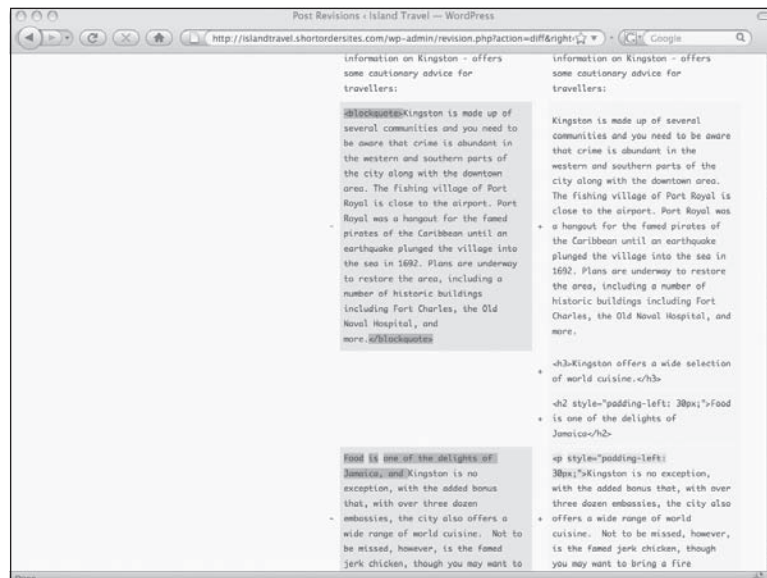 Post Revisions ‹ Island Travel — WordPress
http://islandtravel.shortordersites.com/wp-admin/revision.php?action=diff&right
Google
information on Kingston - offers
some cautionary advice for
travellers:
<blockquote>Kingston is made up of
several communities and you need to
be aware that crime is abundant in
the western and southern parts of
the city along with the downtown
area. The fishing village of Port
Royal is close to the airport. Port
Royal was a hangout for the famed
- pirates of the Caribbean until an
earthquake plunged the village into
the sea in 1692. Plans are underway
to restore the area, including a
number of historic buildings
including Fort Charles, the Old
Naval Hospital, and
more.</blockquote>
Food is one of the delights of
Jamaica, and Kingston is no
exception, with the added bonus
that, with over three dozen
- embassies, the city also offers a
wide range of world cuisine. Not to
be missed, however, is the famed
jerk chicken, though you may want to
information on Kingston - offers
some cautionary advice for
travellers:
Kingston is made up of several
communities and you need to be aware
that crime is abundant in the
western and southern parts of the
city along with the downtown area.
The fishing village of Port Royal is
close to the airport. Port Royal was
+ a hangout for the famed pirates of
the Caribbean until an earthquake
plunged the village into the sea in
1692. Plans are underway to restore
the area, including a number of
historic buildings including Fort
Charles, the Old Naval Hospital, and
more.
+ <h3>Kingston offers a wide selection
of world cuisine.</h3>
<h2 style="padding-left: 30px;">Food
+ is one of the delights of
Jamaica</h2>
<p style="padding-left:
30px;">Kingston is no exception,
with the added bonus that, with over
three dozen embassies, the city also
+ offers a wide range of world
cuisine. Not to be missed, however,
is the famed jerk chicken, though
you may want to bring a fire